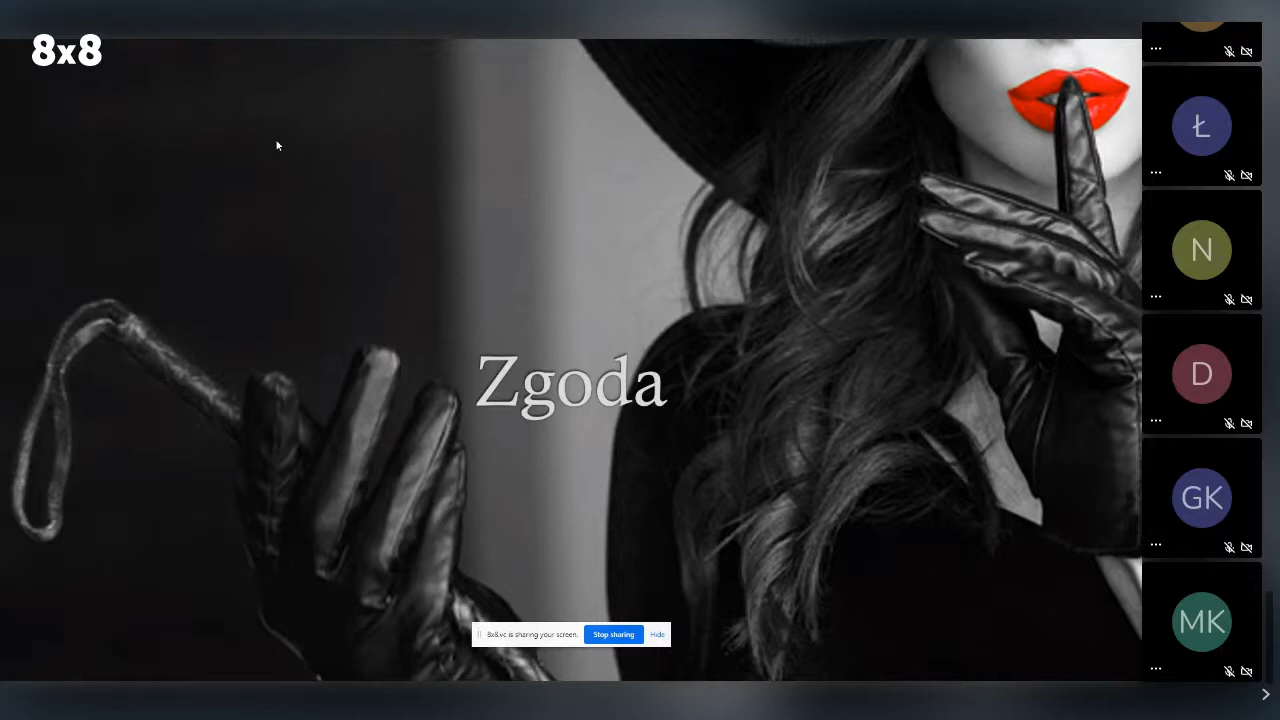 8x8
Ł
N
Zgoda
D
GK
8x8.vc is sharing your screen.
Stop sharing
Hide
MK